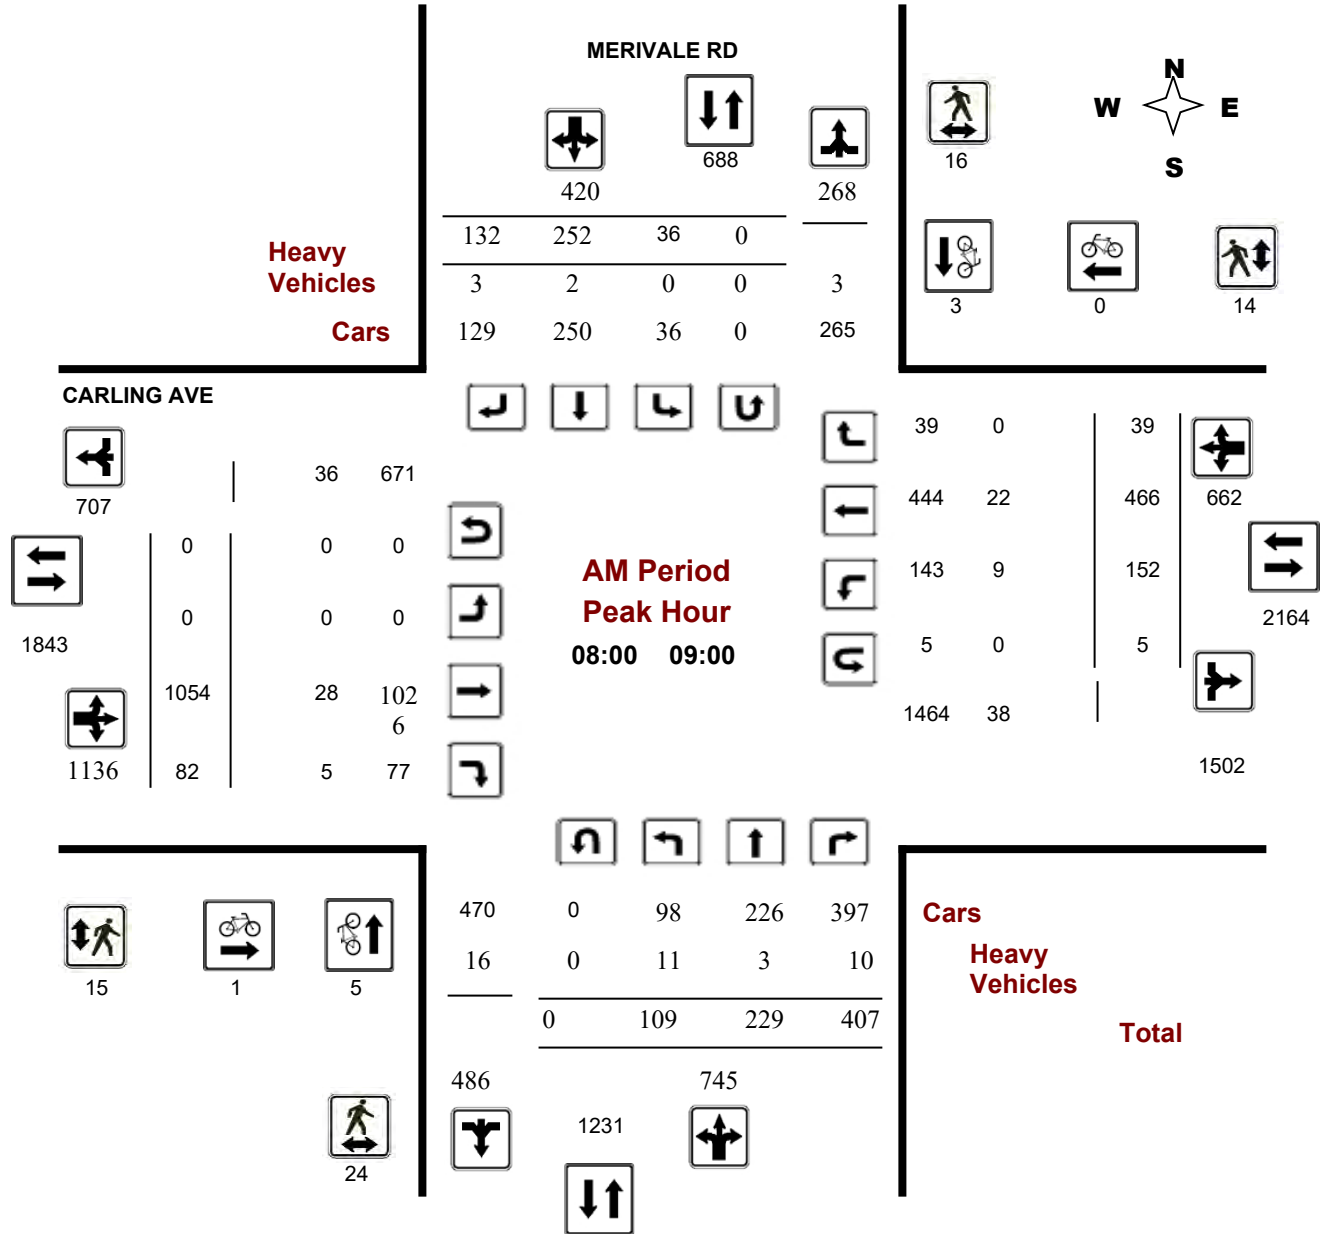 MERIVALE RD
N
W E
S
688
16
420 268
132 252 36 0
Heavy
Vehicles
3 2 0 0 3
3 0 14
Cars
129 250 36 0 265
CARLING AVE
39 0 39
36 671
707
444 22 466 662
0 0 0
AM Period
143 9 152
Peak Hour
0 0 0
2164
1843
08:00 09:00
5 0 5
1054 28 102
6
1464 38
1136 82 5 77
1502
470 0 98 226 397
Cars
16 0 11 3 10
Heavy
Vehicles
15 1 5
0 109 229 407
Total
486 745
1231
24